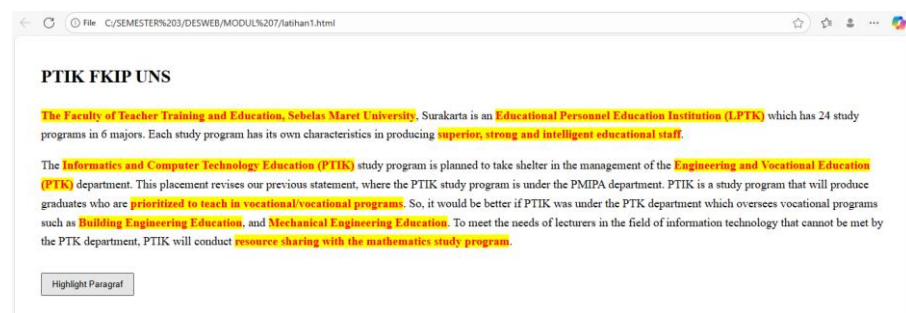 File C:/SEMESTER%203/DESWEB/MODUL%207/latihan1.html
PTIK FKIP UNS
The Faculty of Teacher Training and Education, Sebelas Maret University, Surakarta is an Educational Personnel Education Institution (LPTK) which has 24 study
programs in 6 majors. Each study program has its own characteristics in producing superior, strong and intelligent educational staff.
The Informatics and Computer Technology Education (PTIK) study program is planned to take shelter in the management of the Engineering and Vocational Education
(PTK) department. This placement revises our previous statement, where the PTIK study program is under the PMIPA department. PTIK is a study program that will produce
graduates who are prioritized to teach in vocational/vocational programs. So, it would be better if PTIK was under the PTK department which oversees vocational programs
such as Building Engineering Education, and Mechanical Engineering Education. To meet the needs of lecturers in the field of information technology that cannot be met by
the PTK department, PTIK will conduct resource sharing with the mathematics study program.
Highlight Paragraf